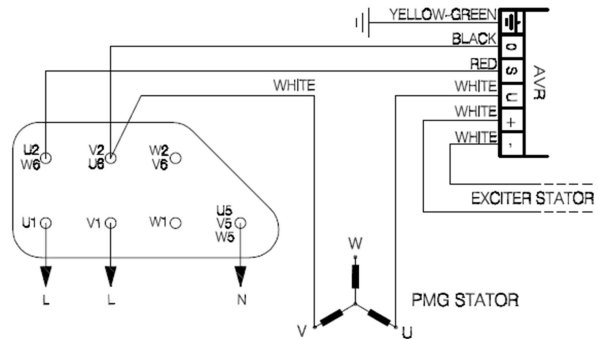 YELLOW-GREEN
BLACK
RED
WHITE
WHITE
WHITE
WHITE
O
S
U
+
-
AVR
EXCITER STATOR
U2
W6
V2
U6
W2
V6
U1
V1
W1
U5
V5
W5
L
L
N
W
V
U
PMG STATOR